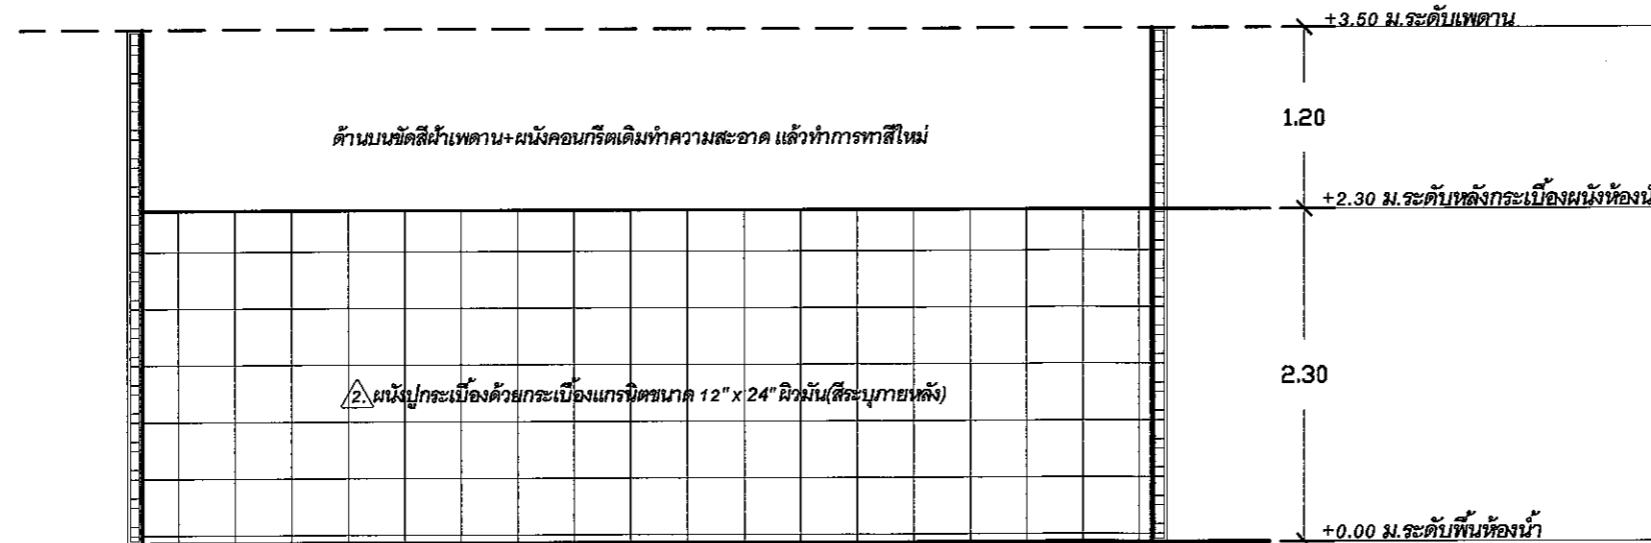 +3.50 ม.ระดับเพดาน
1.20
ด้านบนขัดสีฝ้าเพดาน+ผนังคอนกรีตเดิมทำความสะอาด แล้วทำการทาสีใหม่
+2.30 ม.ระดับหลังกระเบื้องผนังห้องน้
2.30
2. ผนังปูกระเบื้องด้วยกระเบื้องแกรนิตขนาด 12" x 24" ผิวมัน(สีระบุภายหลัง)
+0.00 ม.ระดับพื้นห้องน้ำ